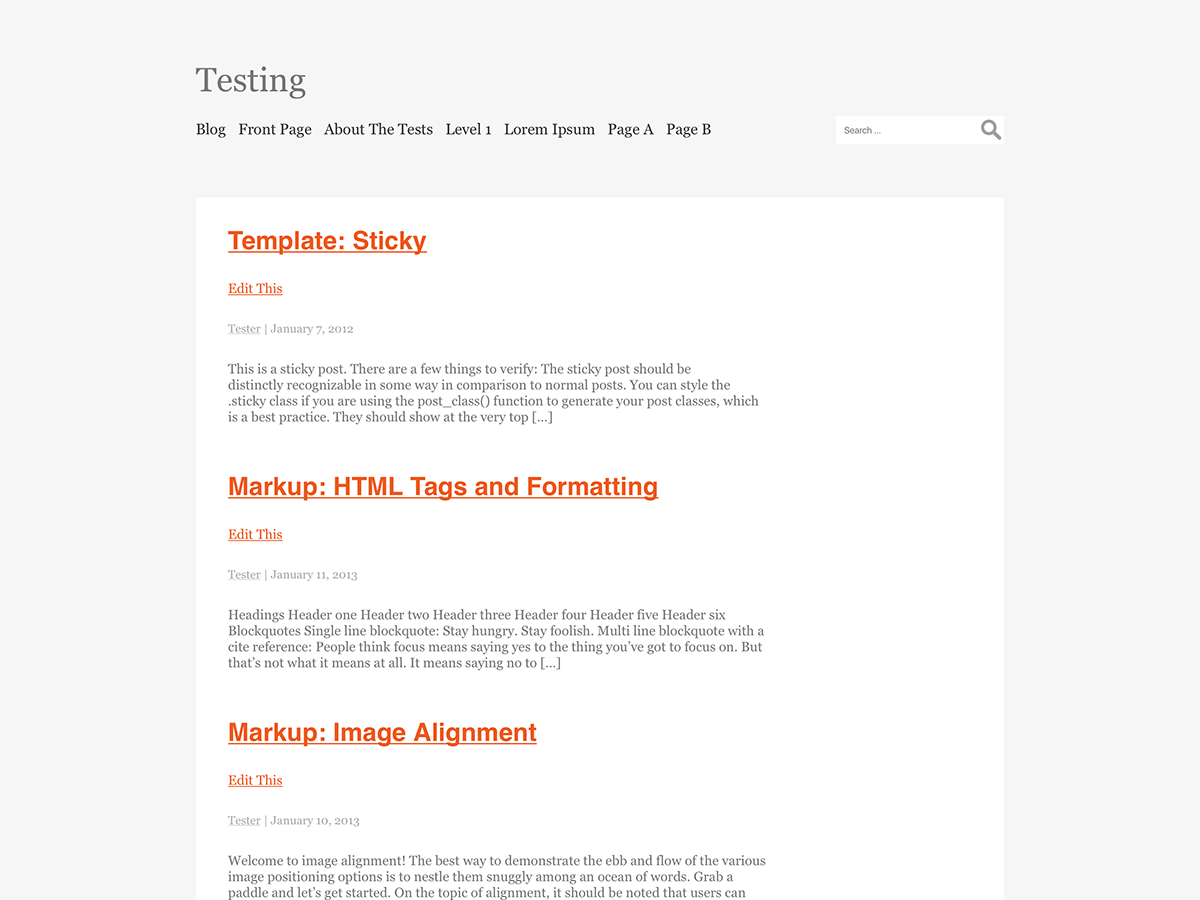 Testing
Blog Front Page About The Tests Level 1 Lorem Ipsum Page A Page B
Search ...
Template: Sticky
Edit This
Tester | January 7, 2012
This is a sticky post. There are a few things to verify: The sticky post should be
distinctly recognizable in some way in comparison to normal posts. You can style the
.sticky class if you are using the post_class() function to generate your post classes, which
is a best practice. They should show at the very top [...]
Markup: HTML Tags and Formatting
Edit This
Tester | January 11, 2013
Headings Header one Header two Header three Header four Header five Header six
Blockquotes Single line blockquote: Stay hungry. Stay foolish. Multi line blockquote with a
cite reference: People think focus means saying yes to the thing you’ve got to focus on. But
that’s not what it means at all. It means saying no to [...]
Markup: Image Alignment
Edit This
Tester | January 10, 2013
Welcome to image alignment! The best way to demonstrate the ebb and flow of the various
image positioning options is to nestle them snuggly among an ocean of words. Grab a
paddle and let’s get started. On the topic of alignment, it should be noted that users can